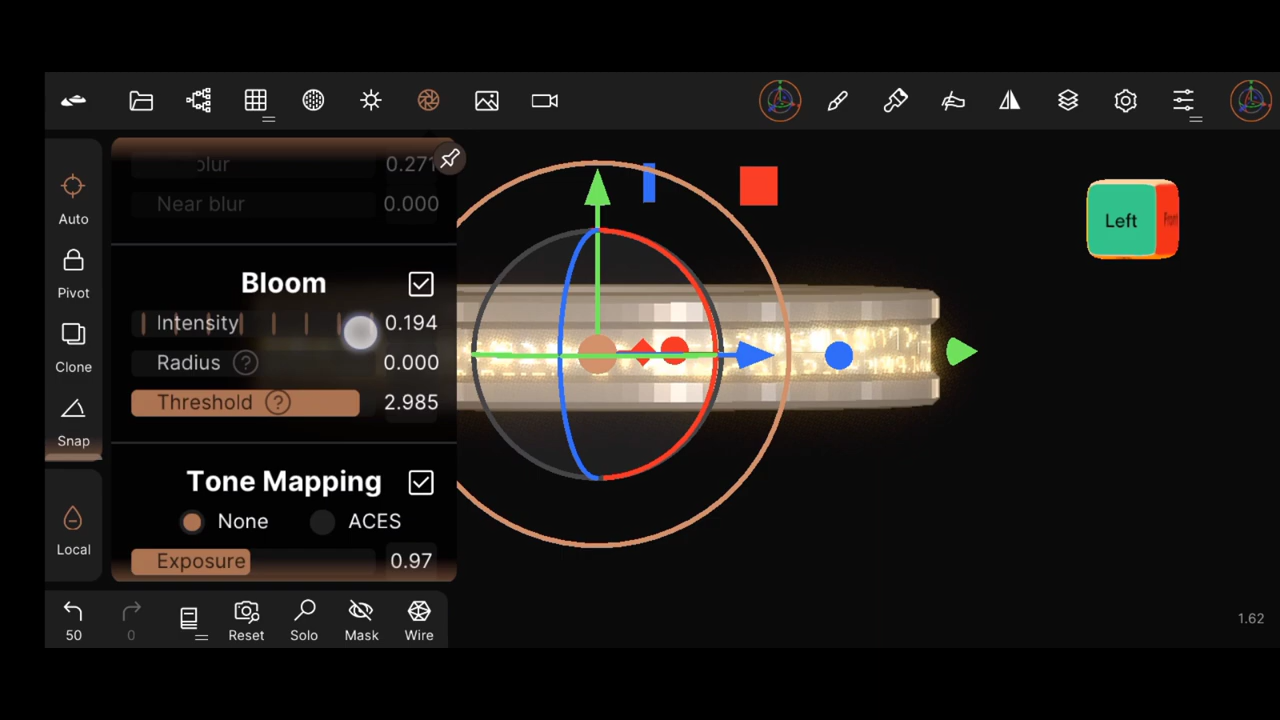 0.271
Near blur 0.000
Auto
Left
Bloom
Pivot
Intensity 0.194
Radius ? 0.000
Clone
Threshold ? 2.985
Snap
Tone Mapping
None ACES
Local
Exposure 0.97
50 0 Reset Solo Mask Wire
1.62